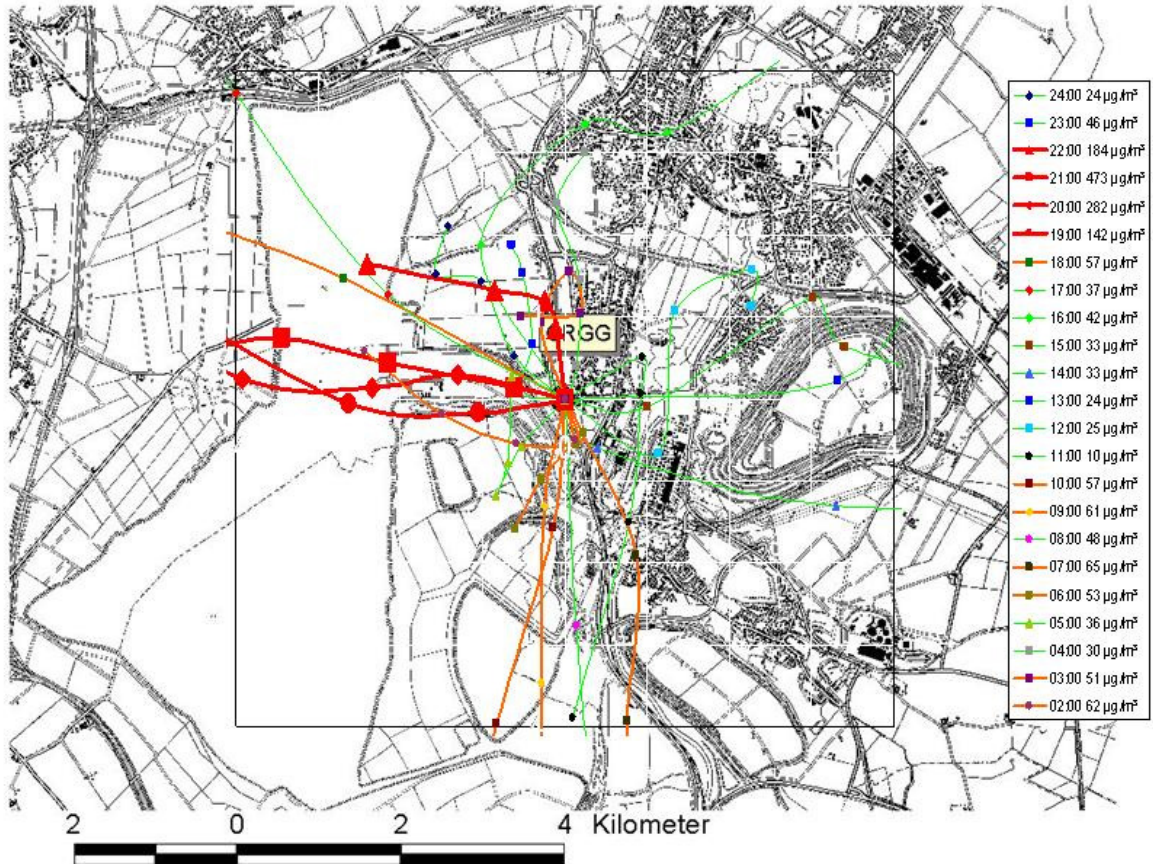 GRGG
24:00 24 µg/m³
23:00 46 µg/m³
22:00 184 µg/m³
21:00 473 µg/m³
20:00 282 µg/m³
19:00 142 µg/m³
18:00 57 µg/m³
17:00 37 µg/m³
16:00 42 µg/m³
15:00 33 µg/m³
14:00 33 µg/m³
13:00 24 µg/m³
12:00 25 µg/m³
11:00 10 µg/m³
10:00 57 µg/m³
09:00 61 µg/m³
08:00 48 µg/m³
07:00 65 µg/m³
06:00 53 µg/m³
05:00 36 µg/m³
04:00 30 µg/m³
03:00 51 µg/m³
02:00 62 µg/m³
2 0 2 4 Kilometer